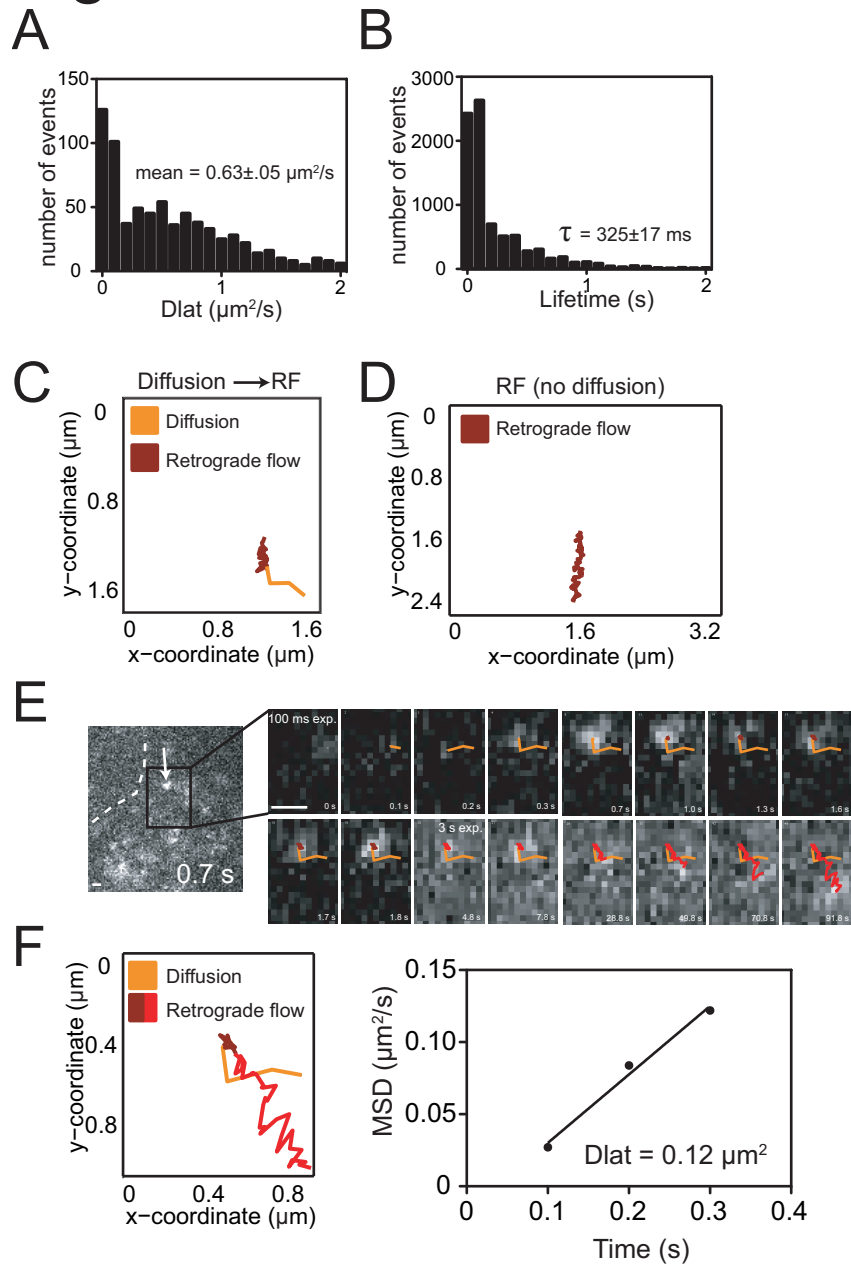 A
150
100
50
0
number of events
mean = 0.63±.05 µm²/s
0
1
2
Dlat (µm²/s)
B
3000
2000
1000
0
number of events
τ = 325±17 ms
0
1
2
Lifetime (s)
C
Diffusion → RF
Diffusion
Retrograde flow
0
0.8
1.6
y−coordinate (µm)
0
0.8
1.6
x−coordinate (µm)
D
RF (no diffusion)
Retrograde flow
0
0.8
1.6
2.4
y−coordinate (µm)
0
1.6
3.2
x−coordinate (µm)
E
0.7 s
100 ms exp.
0 s
0.1 s
0.2 s
0.3 s
0.7 s
1.0 s
1.3 s
1.6 s
3 s exp.
1.7 s
1.8 s
4.8 s
7.8 s
28.8 s
49.8 s
70.8 s
91.8 s
F
Diffusion
Retrograde flow
0
0.4
0.8
y−coordinate (µm)
0
0.4
0.8
x−coordinate (µm)
0.15
0.10
0.05
0
MSD (µm²/s)
Dlat = 0.12 µm²
0
0.1
0.2
0.3
0.4
Time (s)